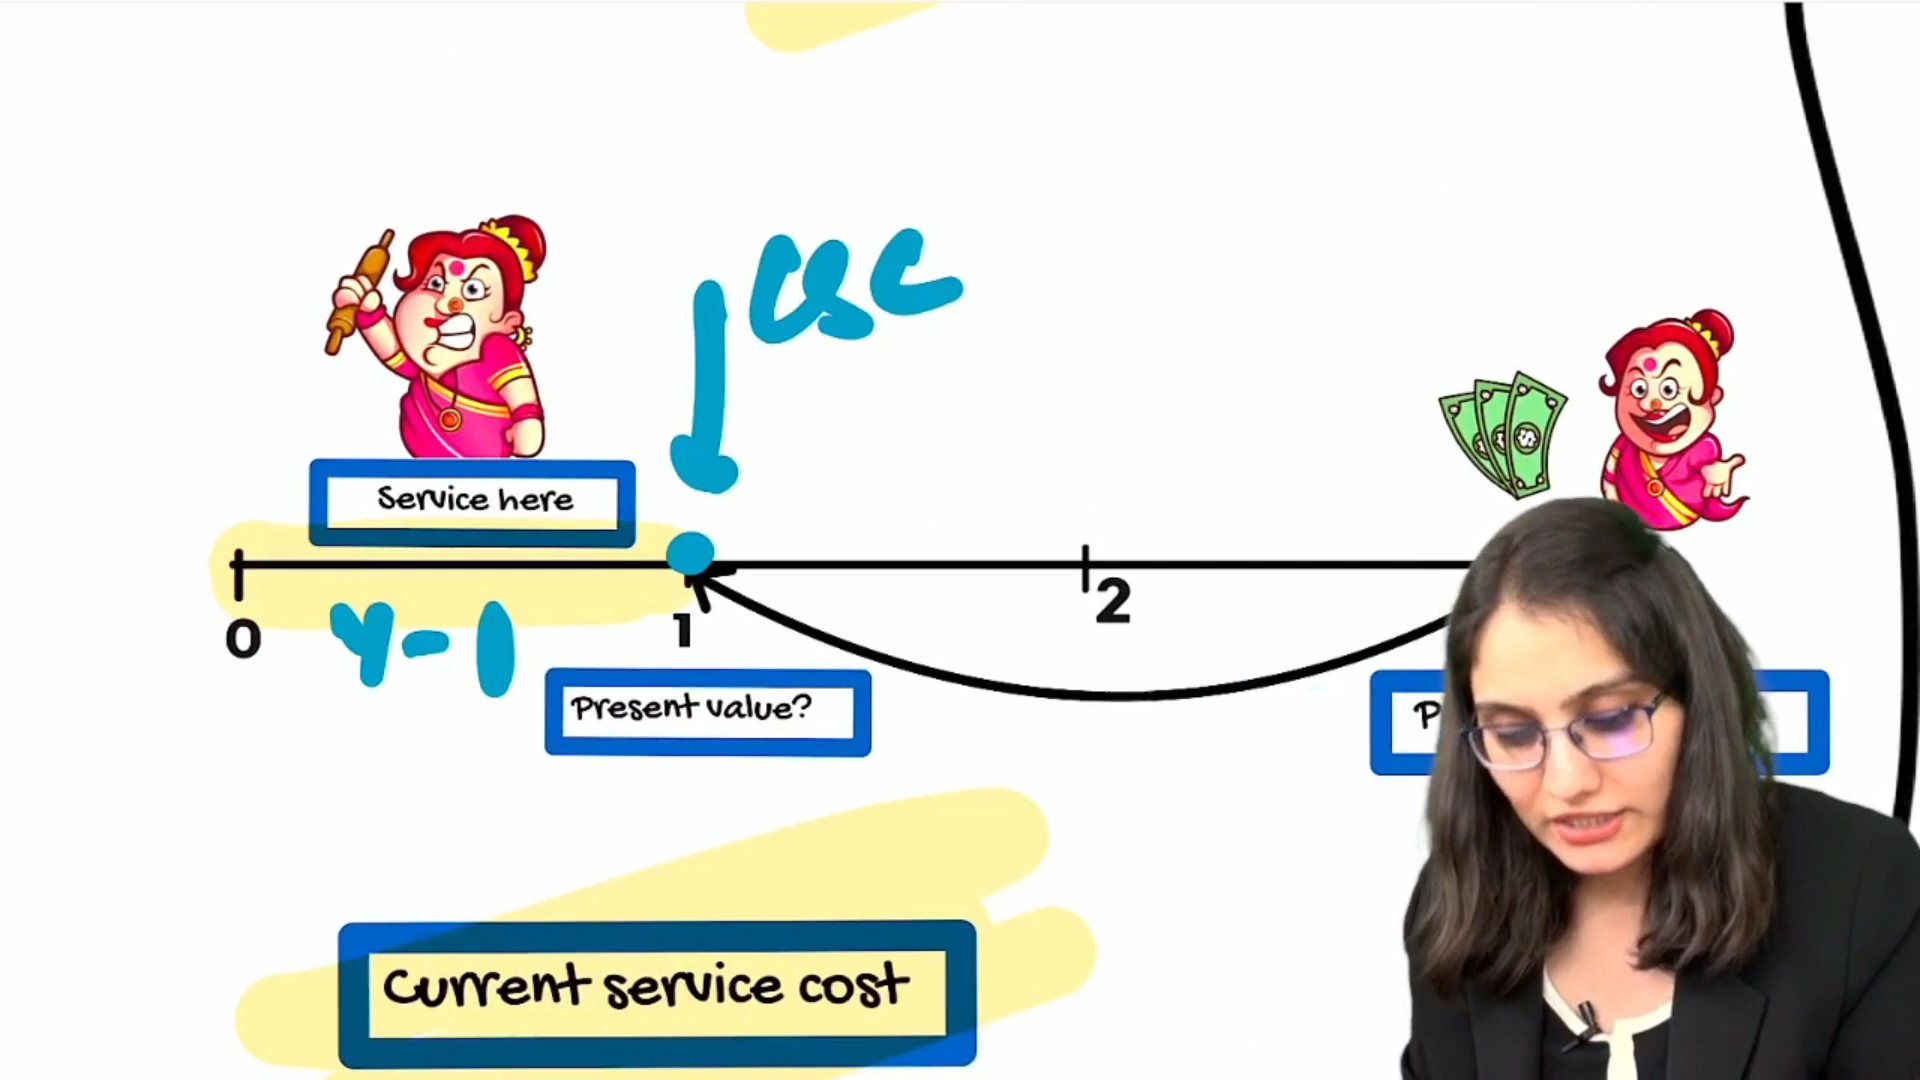 CSC
Service here
0
Y-1
1
2
Present value?
P
Current service cost